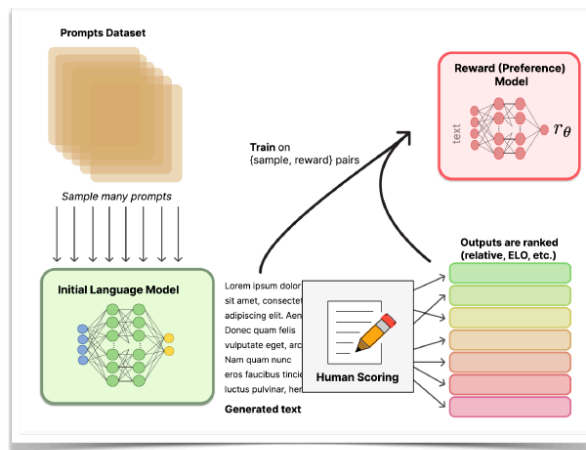 Prompts Dataset
Sample many prompts
Initial Language Model
Train on
{sample, reward} pairs
Reward (Preference)
Model
text
rθ
Lorem ipsum dolor
sit amet, consectet
adipiscing elit. Aen
Donec quam felis
vulputate eget, arc
Nam quam nunc
eros faucibus tincid
luctus pulvinar, her
Generated text
Human Scoring
Outputs are ranked
(relative, ELO, etc.)